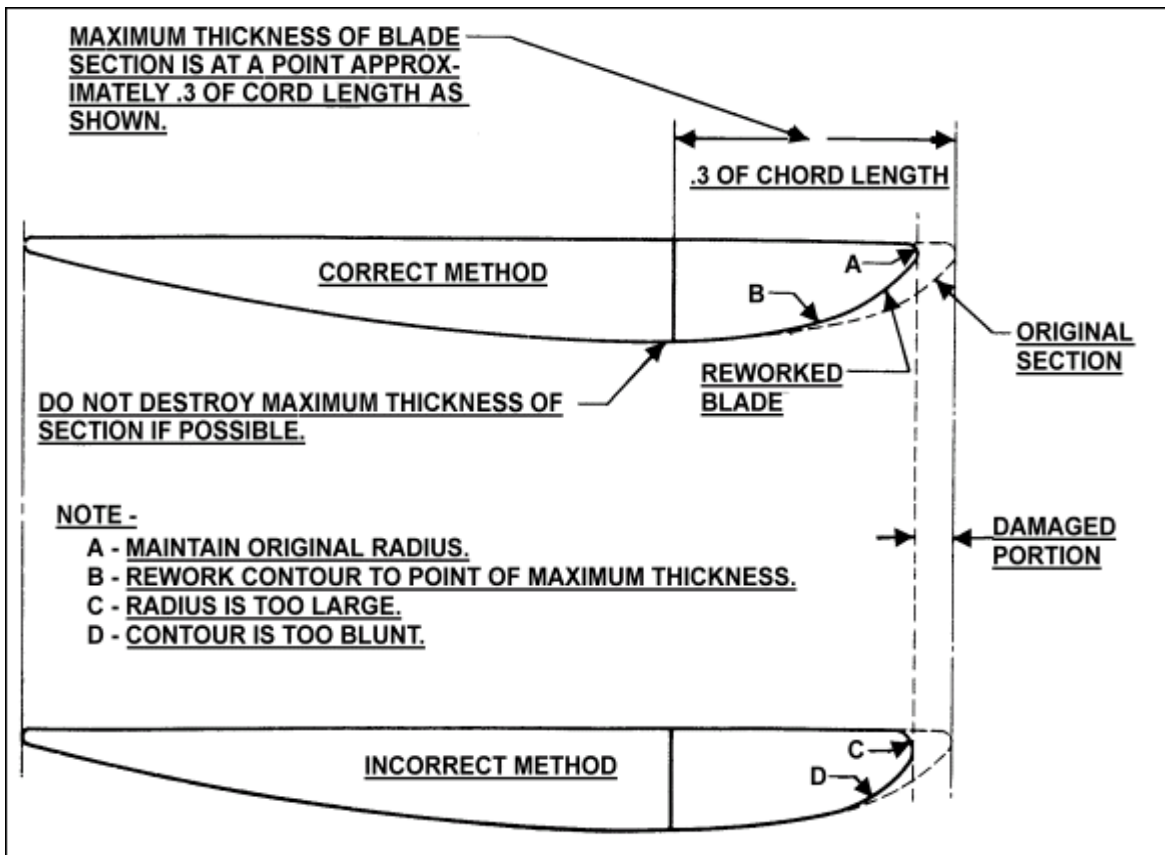 MAXIMUM THICKNESS OF BLADE
SECTION IS AT A POINT APPROX-
IMATELY .3 OF CORD LENGTH AS
SHOWN.
.3 OF CHORD LENGTH
CORRECT METHOD
A
B
ORIGINAL
SECTION
REWORKED
BLADE
DO NOT DESTROY MAXIMUM THICKNESS OF
SECTION IF POSSIBLE.
NOTE -
A - MAINTAIN ORIGINAL RADIUS.
B - REWORK CONTOUR TO POINT OF MAXIMUM THICKNESS.
C - RADIUS IS TOO LARGE.
D - CONTOUR IS TOO BLUNT.
DAMAGED
PORTION
INCORRECT METHOD
C
D